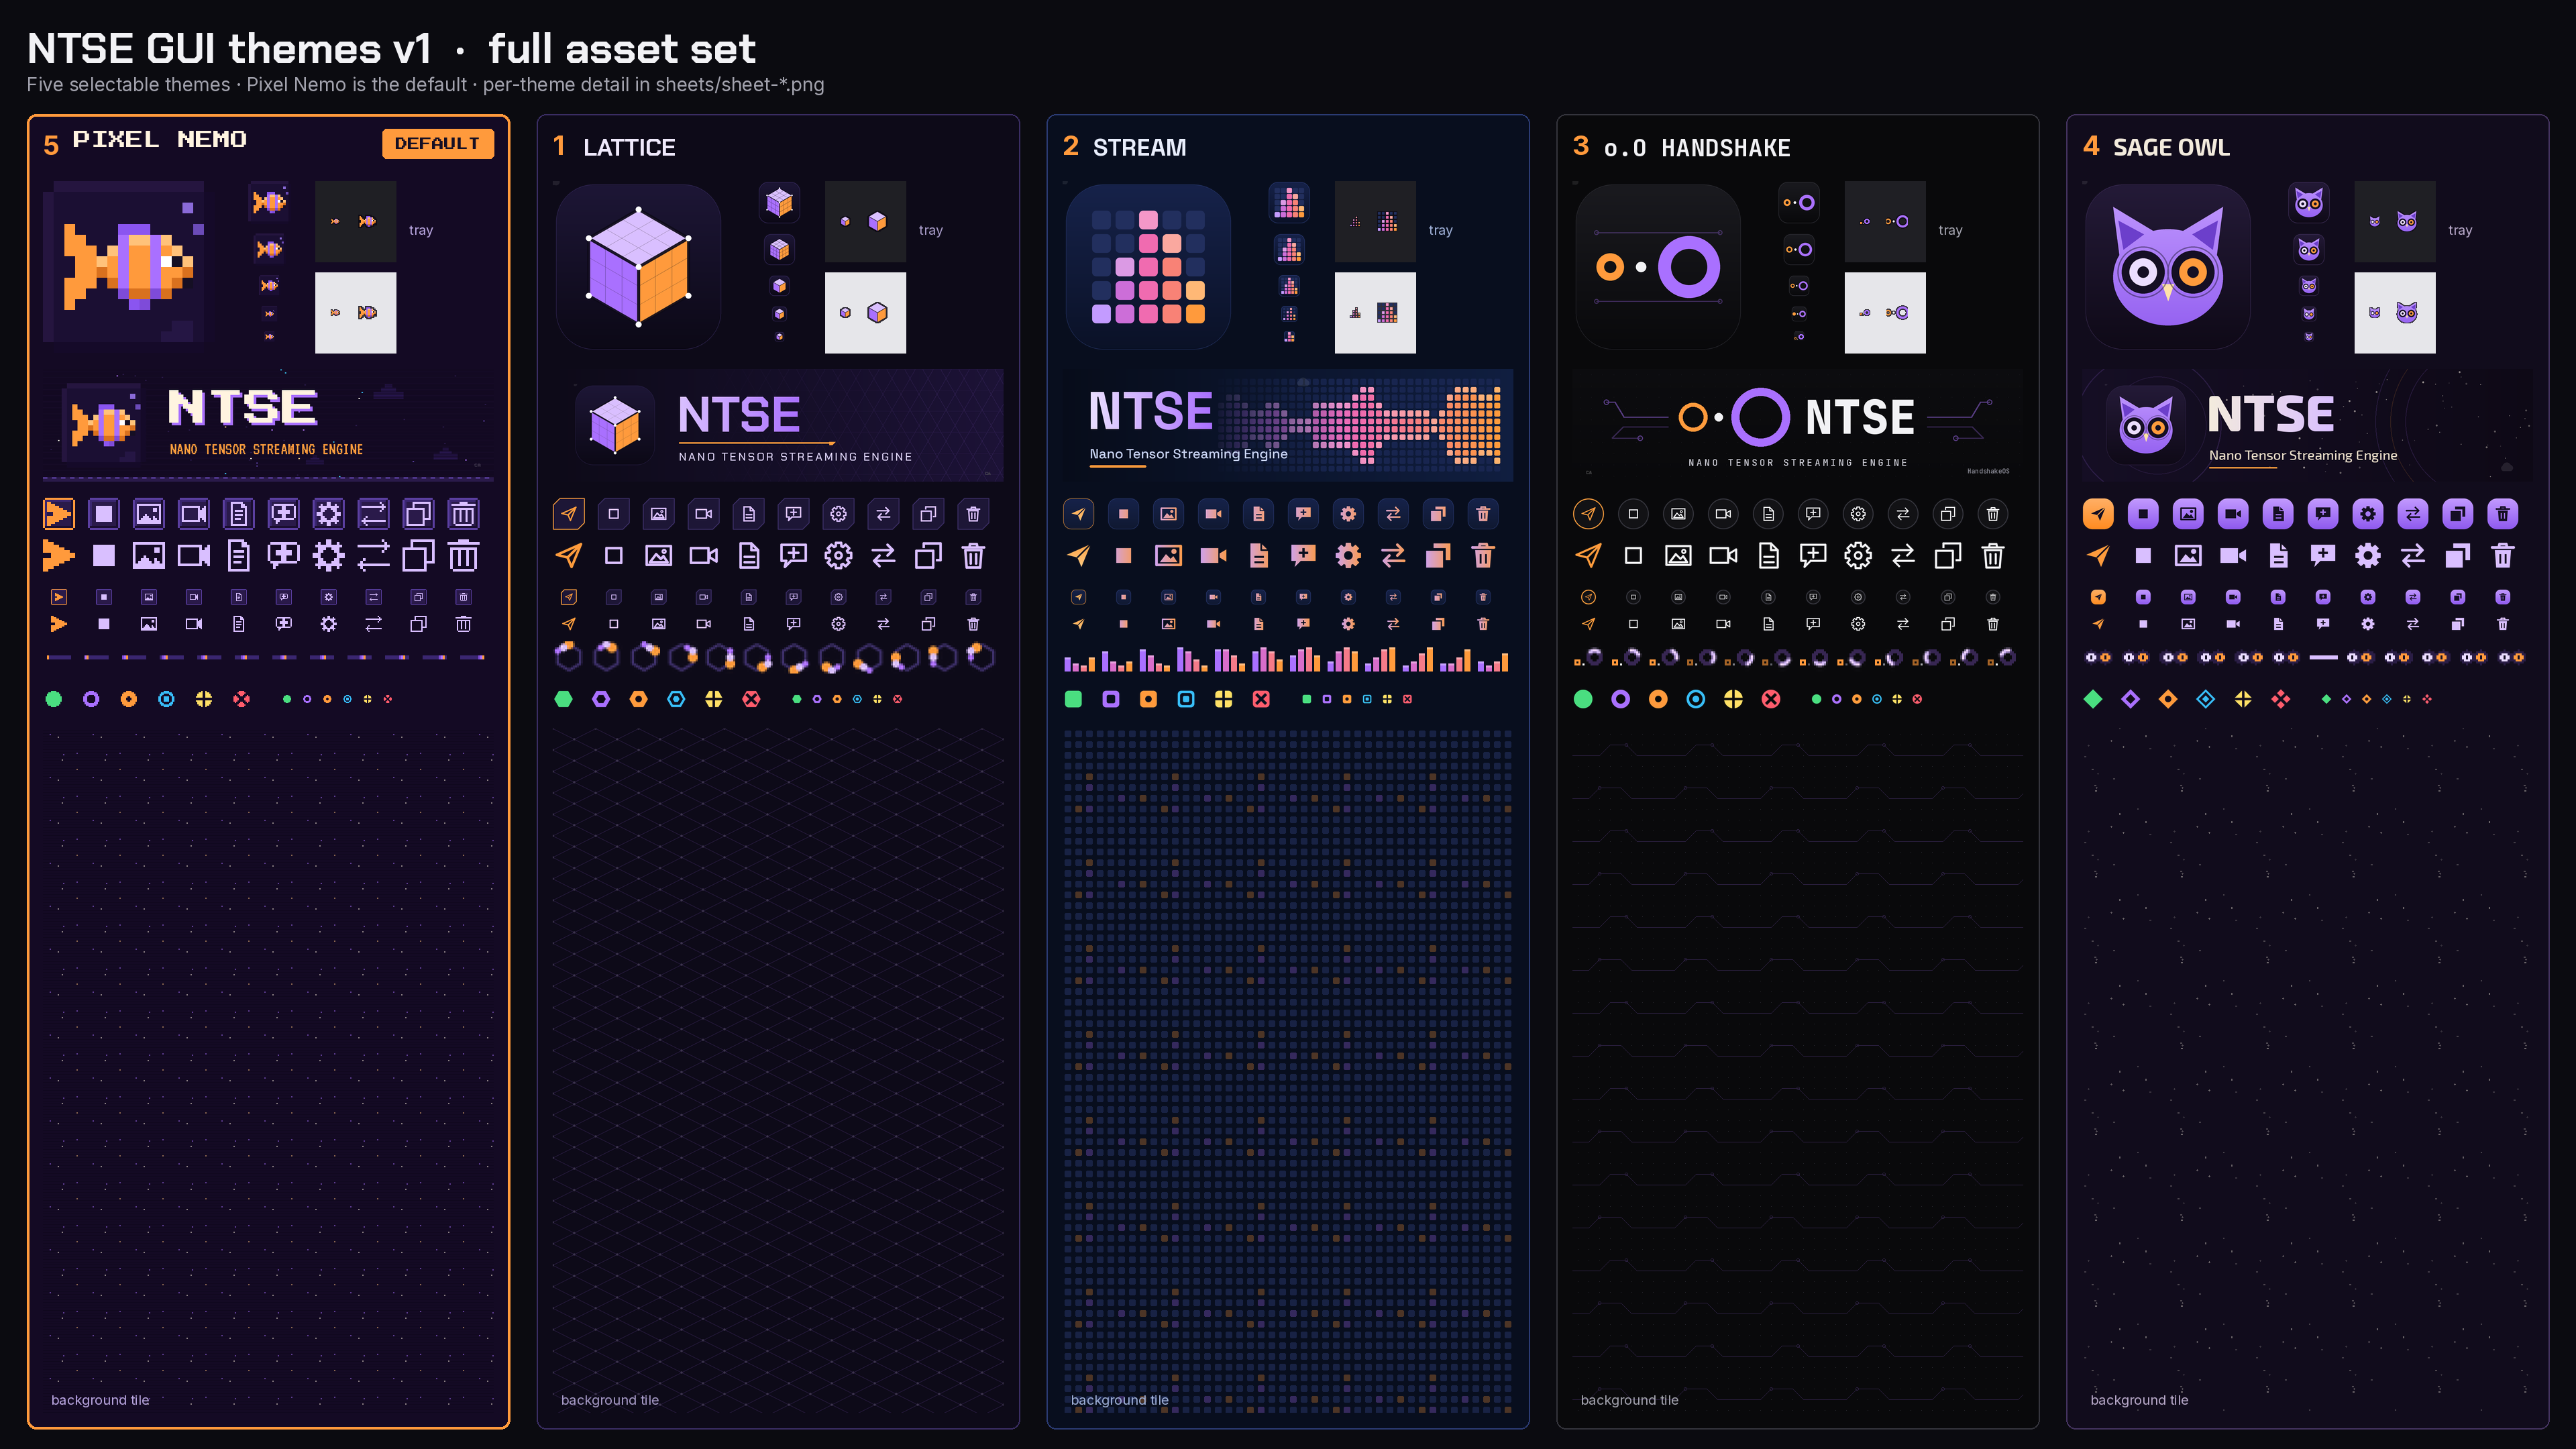 NTSE GUI themes v1 · full asset set
Five selectable themes · Pixel Nemo is the default · per-theme detail in sheets/sheet-*.png
5 PIXEL NEMO DEFAULT
tray
NTSE
NANO TENSOR STREAMING ENGINE
background tile
1 LATTICE
tray
NTSE
NANO TENSOR STREAMING ENGINE
background tile
2 STREAM
tray
NTSE
Nano Tensor Streaming Engine
background tile
3 o.O HANDSHAKE
tray
NTSE
NANO TENSOR STREAMING ENGINE
HandshakeOS
background tile
4 SAGE OWL
tray
NTSE
Nano Tensor Streaming Engine
background tile